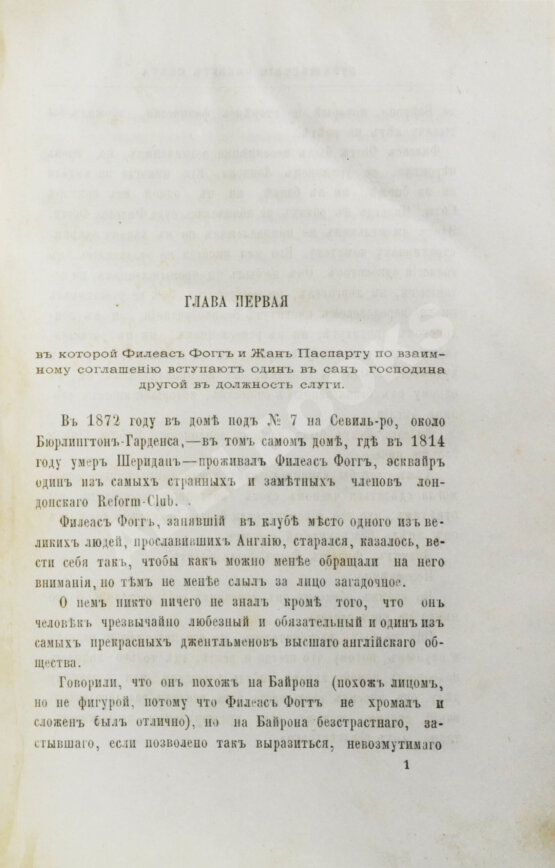 ГЛАВА ПЕРВАЯ
въ которой Филеасъ Фоггъ и Жанъ Паспарту по взаим-
ному соглашенію вступаютъ одинъ въ санъ господина
другой въ должность слуги.
Въ 1872 году въ домѣ подъ № 7 на Севиль-ро, около
Бюрлингтонъ-Гарденса,—въ томъ самомъ домѣ, гдѣ въ 1814
году умеръ Шериданъ—проживалъ Филеасъ Фоггъ, эсквайръ
одинъ изъ самыхъ странныхъ и замѣтныхъ членовъ лон-
донскаго Reform-Club.
Филеасъ Фоггъ, занявшій въ клубѣ мѣсто одного изъ ве-
ликихъ людей, прославившихъ Англію, старался, казалось, ве-
сти себя такъ, чтобы какъ можно менѣе обращали на него
вниманія, но тѣмъ не менѣе слылъ за лицо загадочное.
О немъ никто ничего не зналъ кромѣ того, что онъ
человѣкъ чрезвычайно любезный и обязательный и одинъ изъ
самыхъ прекрасныхъ джентльменовъ высшаго англійскаго об-
щества.
Говорили, что онъ похожъ на Байрона (похожъ лицомъ,
но не фигурой, потому что Филеасъ Фоггъ не хромалъ и
сложенъ былъ отлично), но на Байрона безстрастнаго, за-
стывшаго, если позволено такъ выразиться, невозмутимаго
1